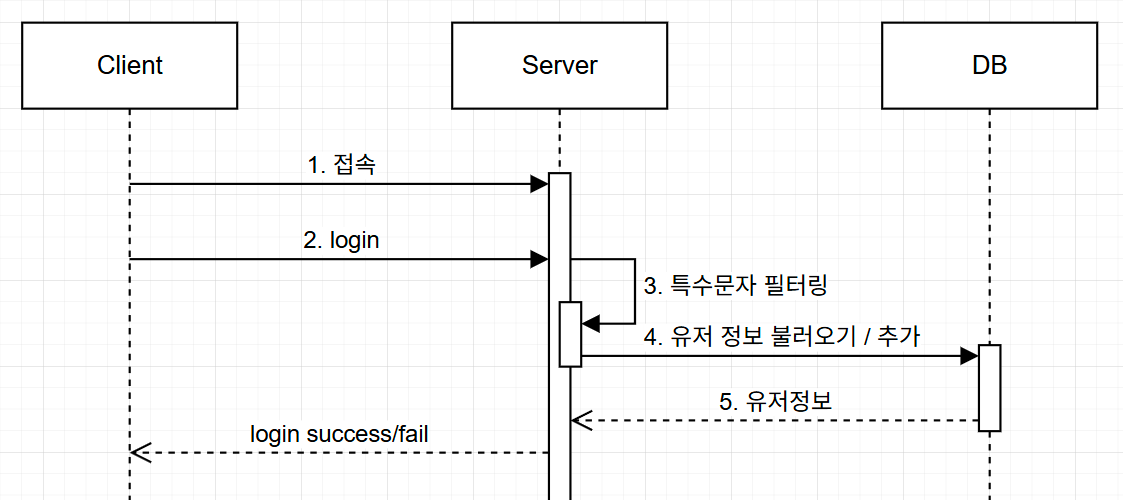 Client
Server
DB
1. 접속
2. login
3. 특수문자 필터링
4. 유저 정보 불러오기 / 추가
5. 유저정보
login success/fail